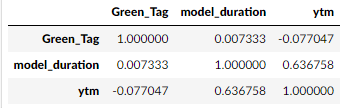 Green_Tag model_duration ytm
Green_Tag 1.000000 0.007333 -0.077047
model_duration 0.007333 1.000000 0.636758
ytm -0.077047 0.636758 1.000000